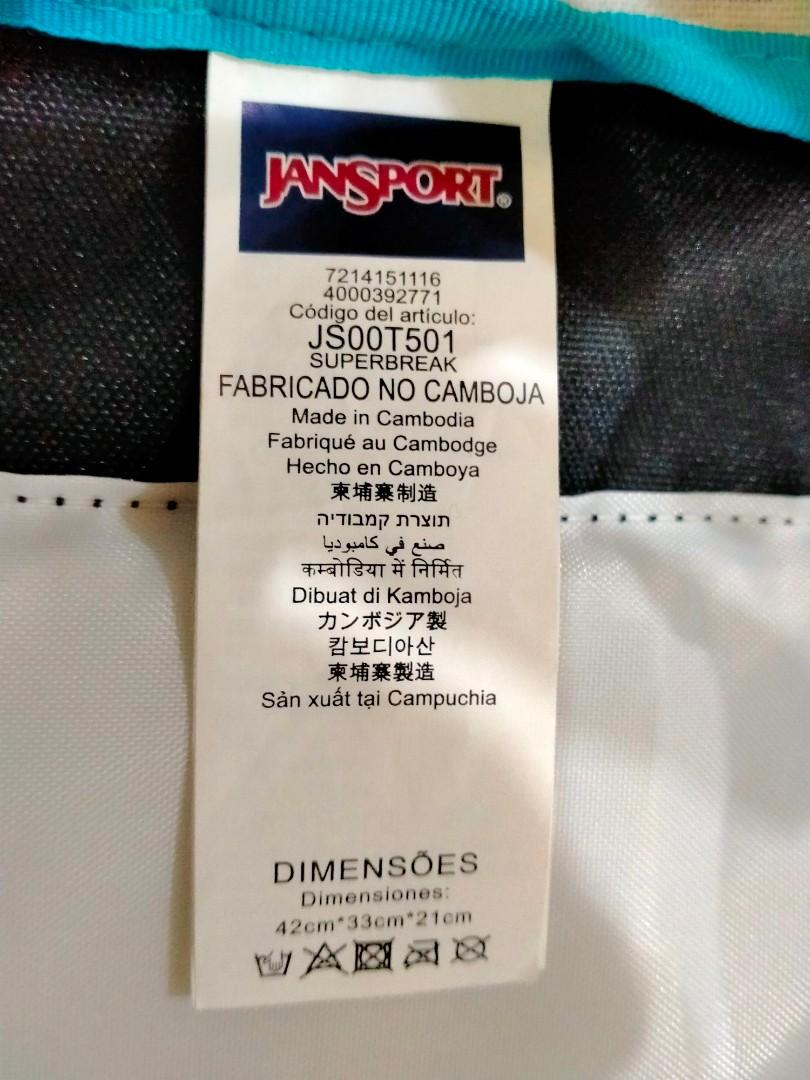 JANSPORT®
7214151116
4000392771
Código del artículo:
JS00T501
SUPERBREAK
FABRICADO NO CAMBOJA
Made in Cambodia
Fabriqué au Cambodge
Hecho en Camboya
柬埔寨制造
תוצרת קמבודיה
صنع في كامبوديا
कम्बोडिया में निर्मित
Dibuat di Kamboja
カンボジア製
캄보디아산
柬埔寨製造
Sản xuất tại Campuchia
DIMENSÕES
Dimensiones:
42cm*33cm*21cm